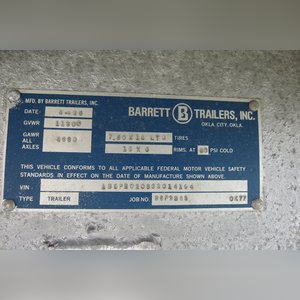 MFD. BY BARRETT TRAILERS, INC.
DATE:
GVWR
GAWR
ALL
AXLES
BARRETT B TRAILERS, INC.
OKLA. CITY, OKLA.
TIRES
RIMS. AT PSI COLD
THIS VEHICLE CONFORMS TO ALL APPLICABLE FEDERAL MOTOR VEHICLE SAFETY
STANDARDS IN EFFECT ON THE DATE OF MANUFACTURE SHOWN ABOVE.
VIN
TYPE TRAILER JOB NO.